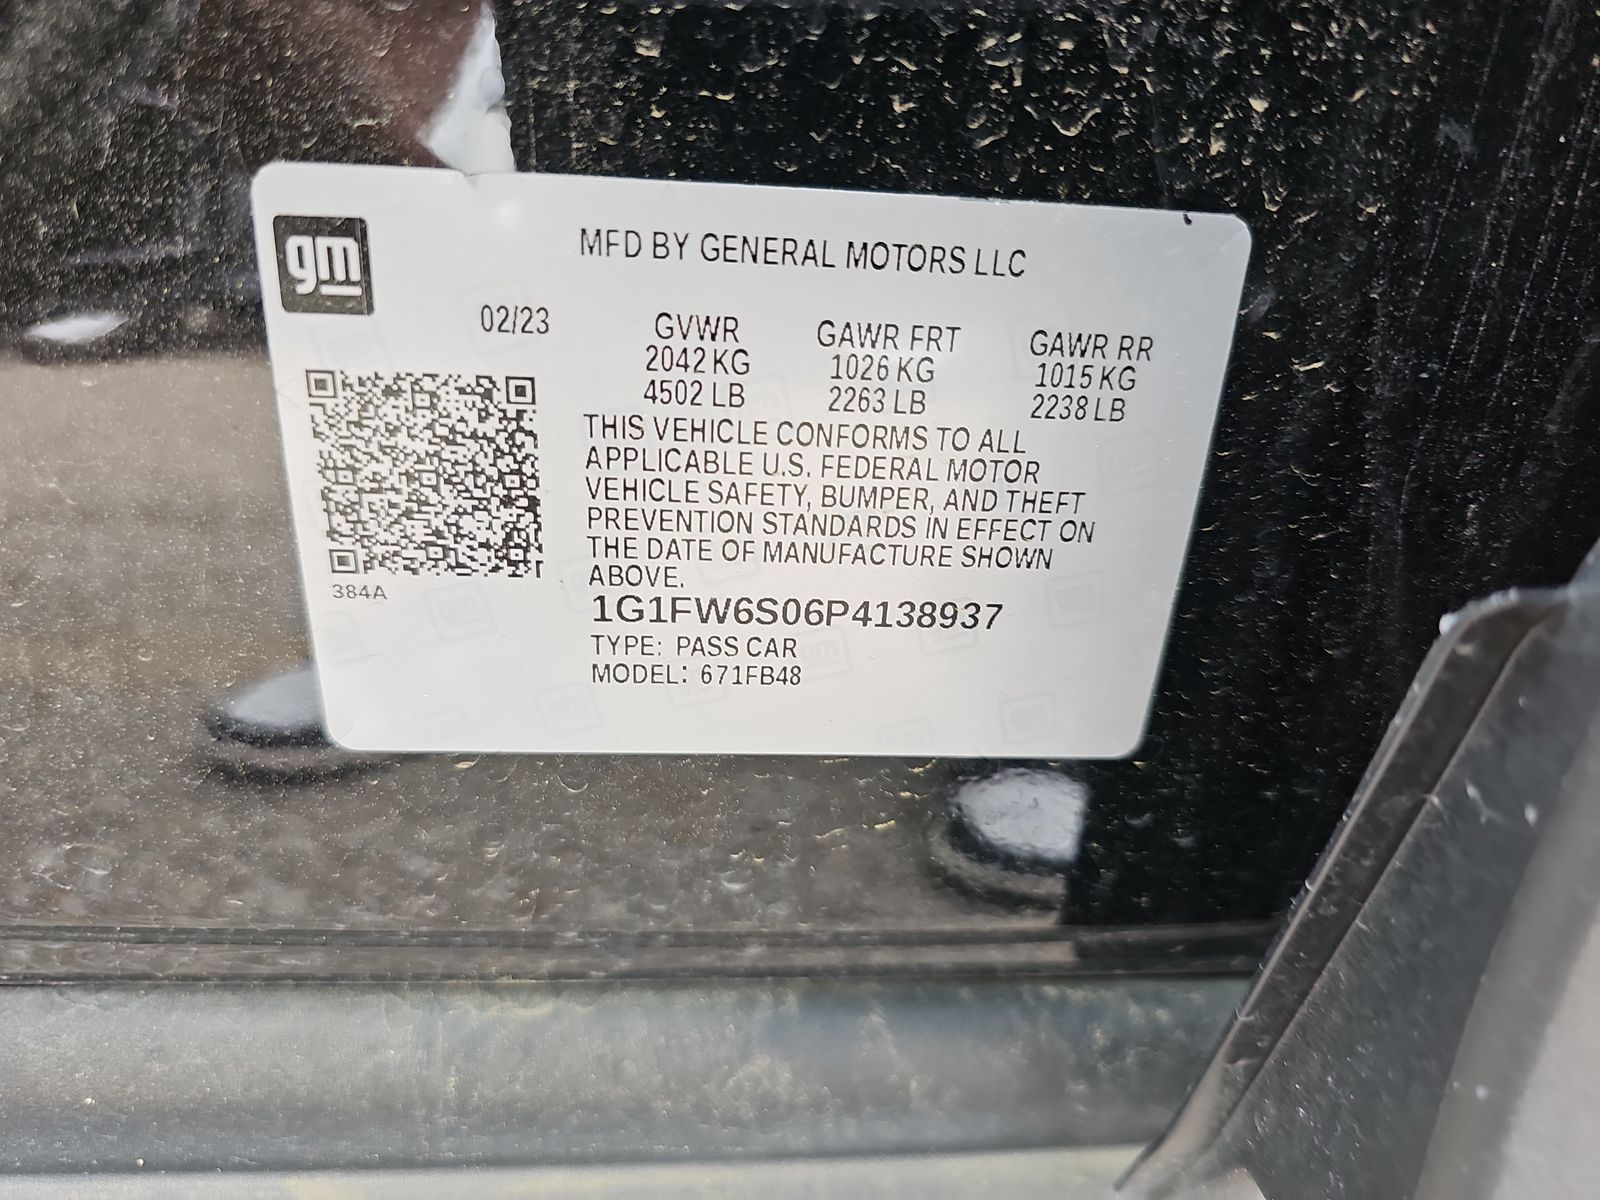 gm
MFD BY GENERAL MOTORS LLC
02/23
GVWR GAWR FRT GAWR RR
2042 KG 1026 KG 1015 KG
4502 LB 2263 LB 2238 LB
THIS VEHICLE CONFORMS TO ALL
APPLICABLE U.S. FEDERAL MOTOR
VEHICLE SAFETY, BUMPER, AND THEFT
PREVENTION STANDARDS IN EFFECT ON
THE DATE OF MANUFACTURE SHOWN
ABOVE.
384A
1G1FW6S06P4138937
TYPE: PASS CAR
MODEL: 671FB48